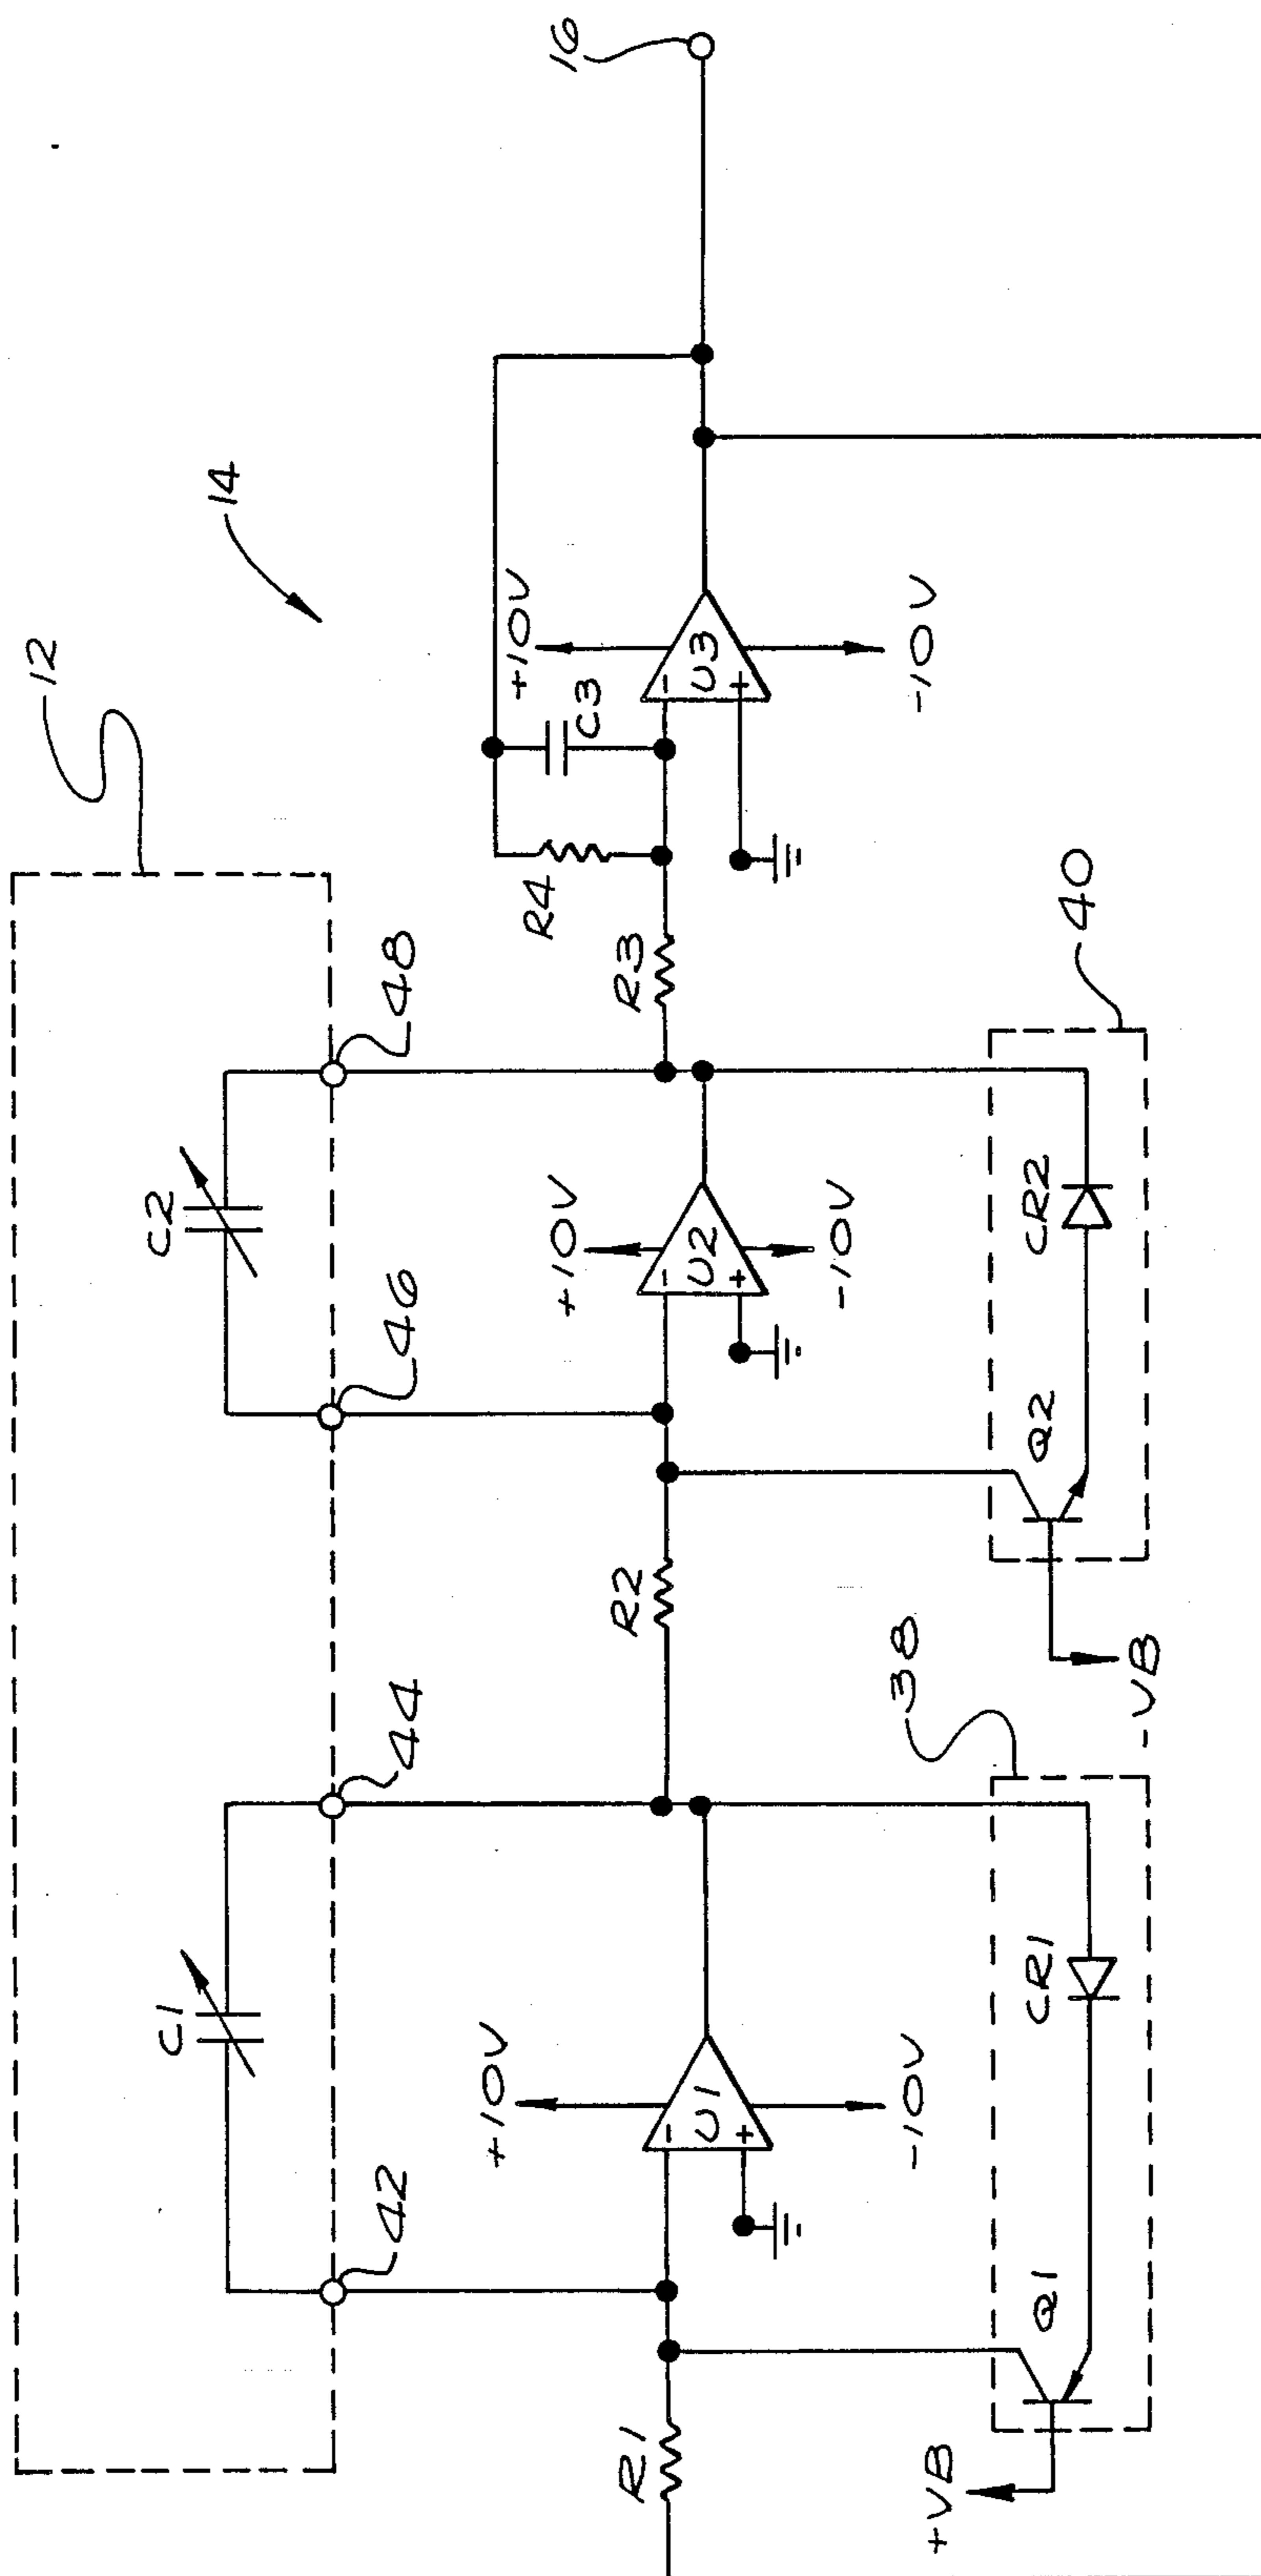 12
14
16
C1
C2
42
44
46
48
+10V
+10V
+10V
R1
R2
R3
R4
C3
U1
-
+
U2
-
+
U3
-
+
-10V
-10V
-10V
38
40
+VB
Q1
CR1
-VB
Q2
CR2